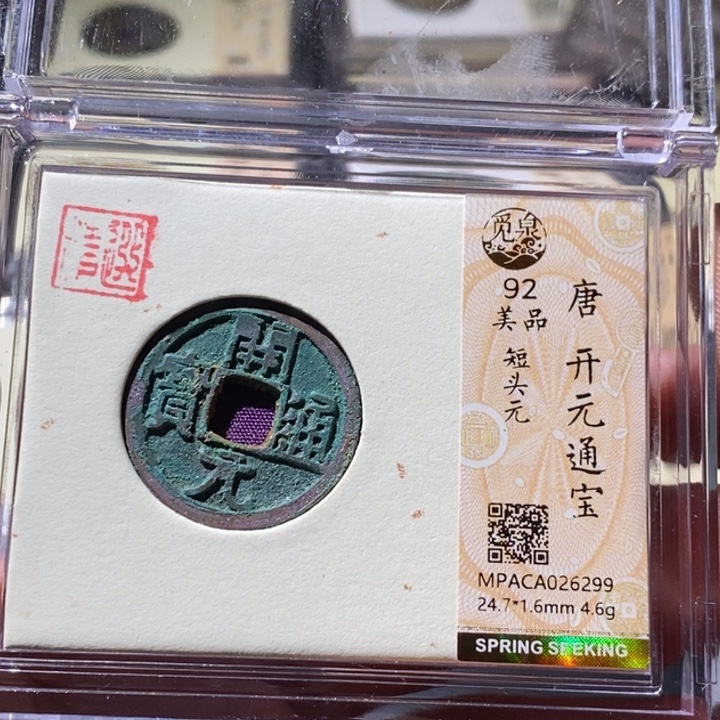 觅泉
92
美品
短头元
唐 开元通宝
MPACA026299
24.7*1.6mm 4.6g
SPRING SEEKING
開通元寶